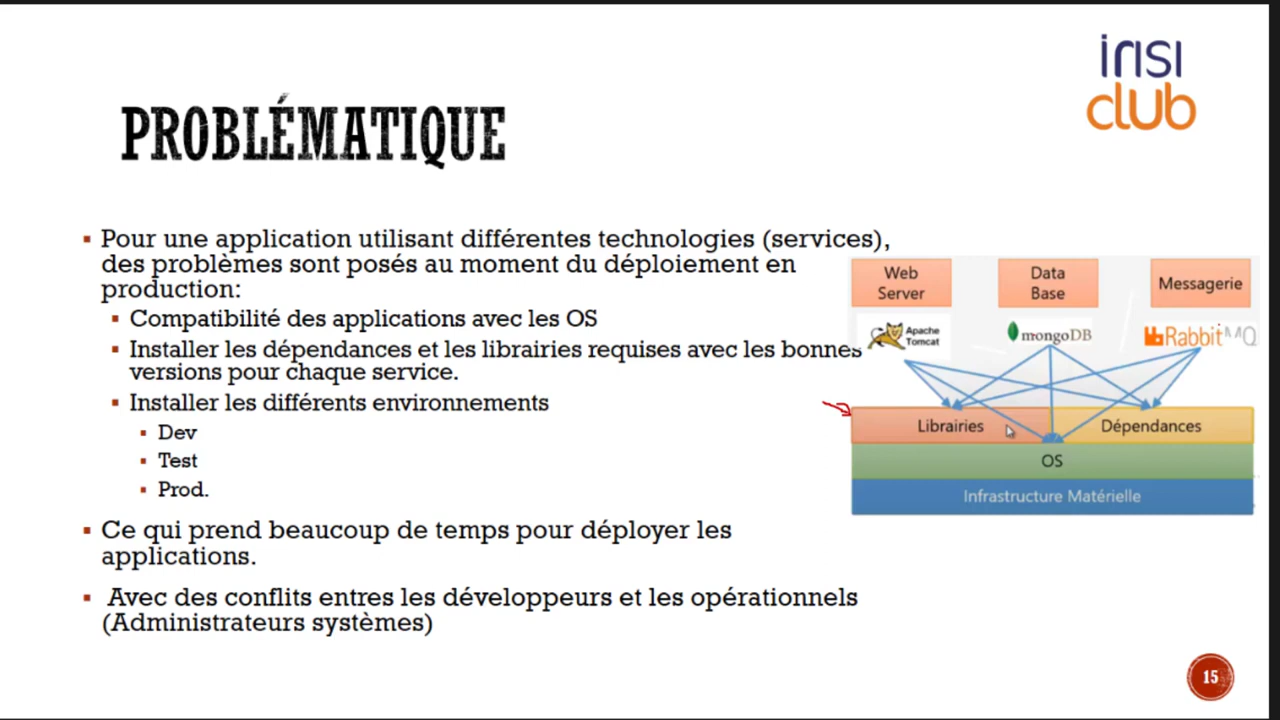 irisi
club
PROBLÉMATIQUE
Pour une application utilisant différentes technologies (services),
des problèmes sont posés au moment du déploiement en
production:
Compatibilité des applications avec les OS
Installer les dépendances et les librairies requises avec les bonnes
versions pour chaque service.
Installer les différents environnements
Dev
Test
Prod.
Ce qui prend beaucoup de temps pour déployer les
applications.
Avec des conflits entres les développeurs et les opérationnels
(Administrateurs systèmes)
Web
Server
Data
Base
Messagerie
Apache
Tomcat
mongoDB
RabbitMQ
Librairies
Dépendances
OS
Infrastructure Matérielle
15